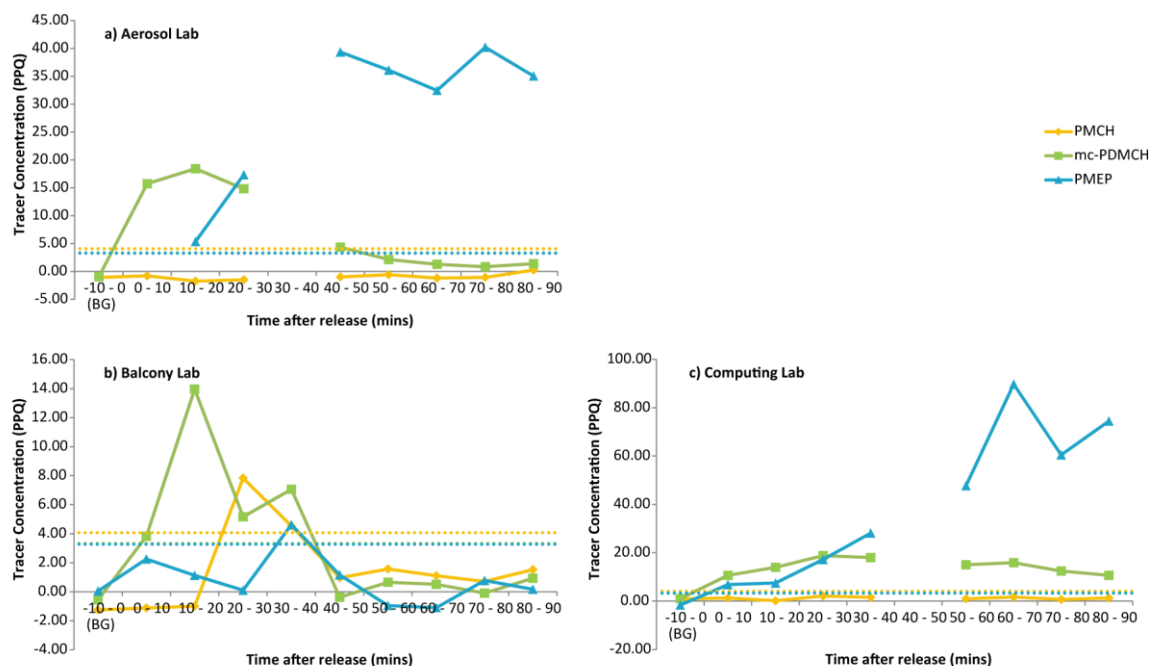 45.00
40.00
35.00
30.00
25.00
20.00
15.00
10.00
5.00
0.00
-5.00
Tracer Concentration (PPQ)
a) Aerosol Lab
-10 - 0 0 - 10 10 - 20 20 - 30 30 - 40 40 - 50 50 - 60 60 - 70 70 - 80 80 - 90
(BG)
Time after release (mins)
PMCH
mc-PDMCH
PMEP
16.00
14.00
12.00
10.00
8.00
6.00
4.00
2.00
0.00
-2.00
-4.00
Tracer Concentration (PPQ)
b) Balcony Lab
-10 - 0 0 - 10 10 - 20 20 - 30 30 - 40 40 - 50 50 - 60 60 - 70 70 - 80 80 - 90
(BG)
Time after release (mins)
100.00
80.00
60.00
40.00
20.00
0.00
-20.00
Tracer Concentration (PPQ)
c) Computing Lab
-10 - 0 0 - 10 10 - 20 20 - 30 30 - 40 40 - 50 50 - 60 60 - 70 70 - 80 80 - 90
(BG)
Time after release (mins)